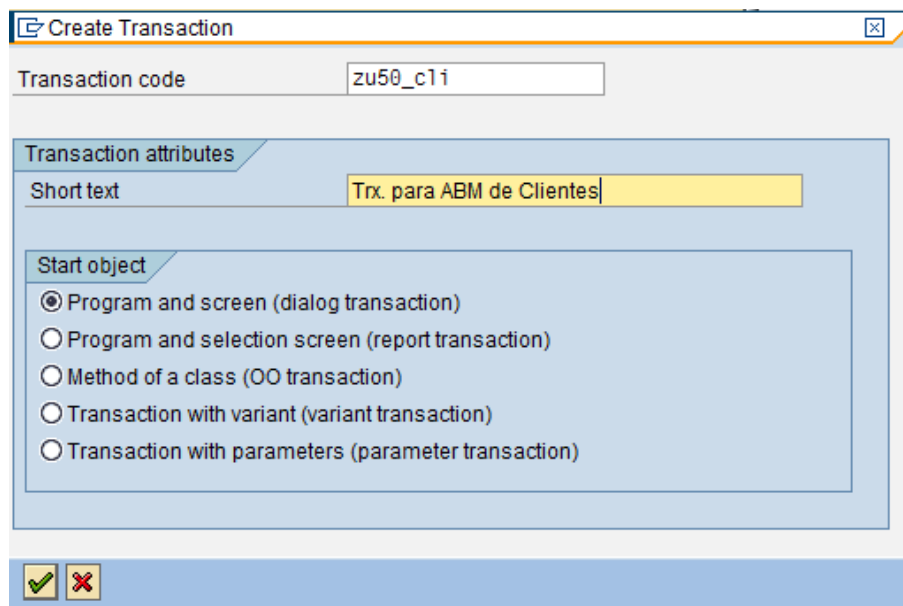 Create Transaction
Transaction code zu50_cli
Transaction attributes
Short text Trx. para ABM de Clientes
Start object
Program and screen (dialog transaction)
Program and selection screen (report transaction)
Method of a class (OO transaction)
Transaction with variant (variant transaction)
Transaction with parameters (parameter transaction)